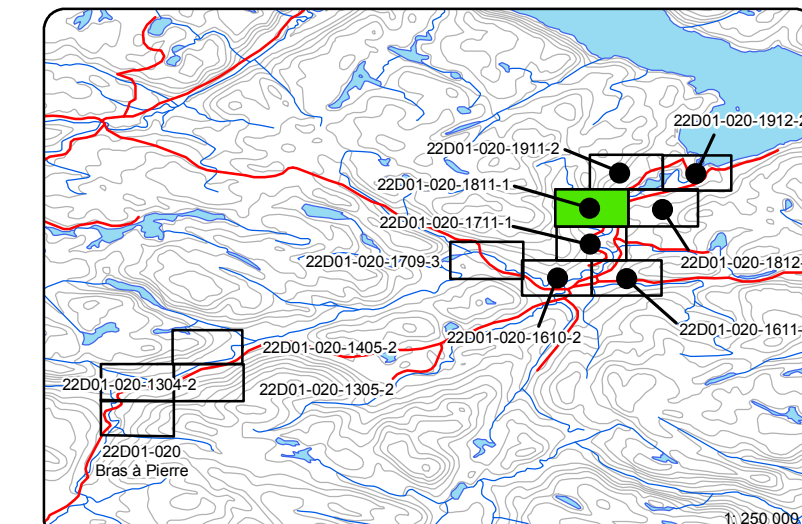 22D01-020-1912-2
22D01-020-1911-2
22D01-020-1811-1
22D01-020-1711-1
22D01-020-1709-3
22D01-020-1812-
22D01-020-1611-
22D01-020-1610-2
22D01-020-1405-2
22D01-020-1304-2
22D01-020-1305-2
22D01-020
Bras à Pierre
1: 250 000